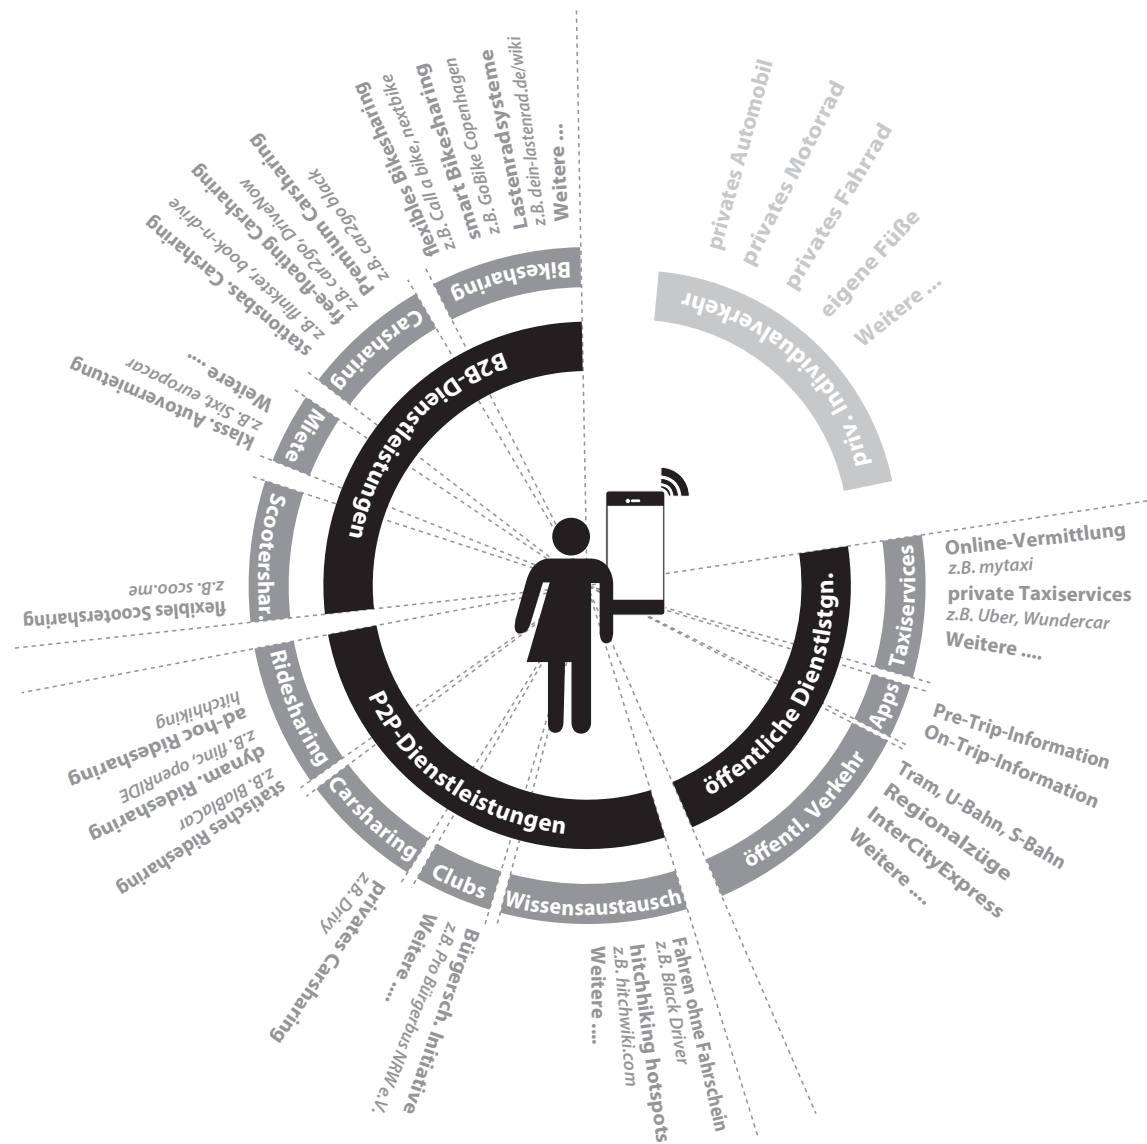 B2B-Dienstleistungen
Bikesharing
flexibles Bikesharing
z.B. Call a bike, nextbike
smart Bikesharing
z.B. GoBike Copenhagen
Lastenradsysteme
z.B. dein-lastenrad.de/wiki
Weitere ...
Carsharing
stationsbas. Carsharing
z.B. flinkster, book-n-drive
free-floating Carsharing
z.B. car2go, DriveNow
Premium Carsharing
z.B. car2go black
Miete
klass. Autovermietung
z.B. Sixt, europacar
Weitere ....
Scootershar.
flexibles Scootersharing
z.B. scoo.me
P2P-Dienstleistungen
Ridesharing
statisches Ridesharing
z.B. BlaBlaCar
dynam. Ridesharing
z.B. flinc, openRIDE
ad-hoc Ridesharing
hitchhiking
Carsharing
privates Carsharing
z.B. Drivy
Clubs
Bürgersch. Initiative
z.B. Pro Bürgerbus NRW e.V.
Weitere ....
Wissensaustausch
Fahren ohne Fahrschein
z.B. Black Driver
hitchhiking hotspots
z.B. hitchwiki.com
Weitere ....
öffentliche Dienstlstgn.
öffentl. Verkehr
Tram, U-Bahn, S-Bahn
Regionalzüge
InterCityExpress
Weitere ....
Apps
Pre-Trip-Information
On-Trip-Information
Taxiservices
Online-Vermittlung
z.B. mytaxi
private Taxiservices
z.B. Uber, Wundercar
Weitere ....
priv. Individualverkehr
privates Automobil
privates Motorrad
privates Fahrrad
eigene Füße
Weitere ...